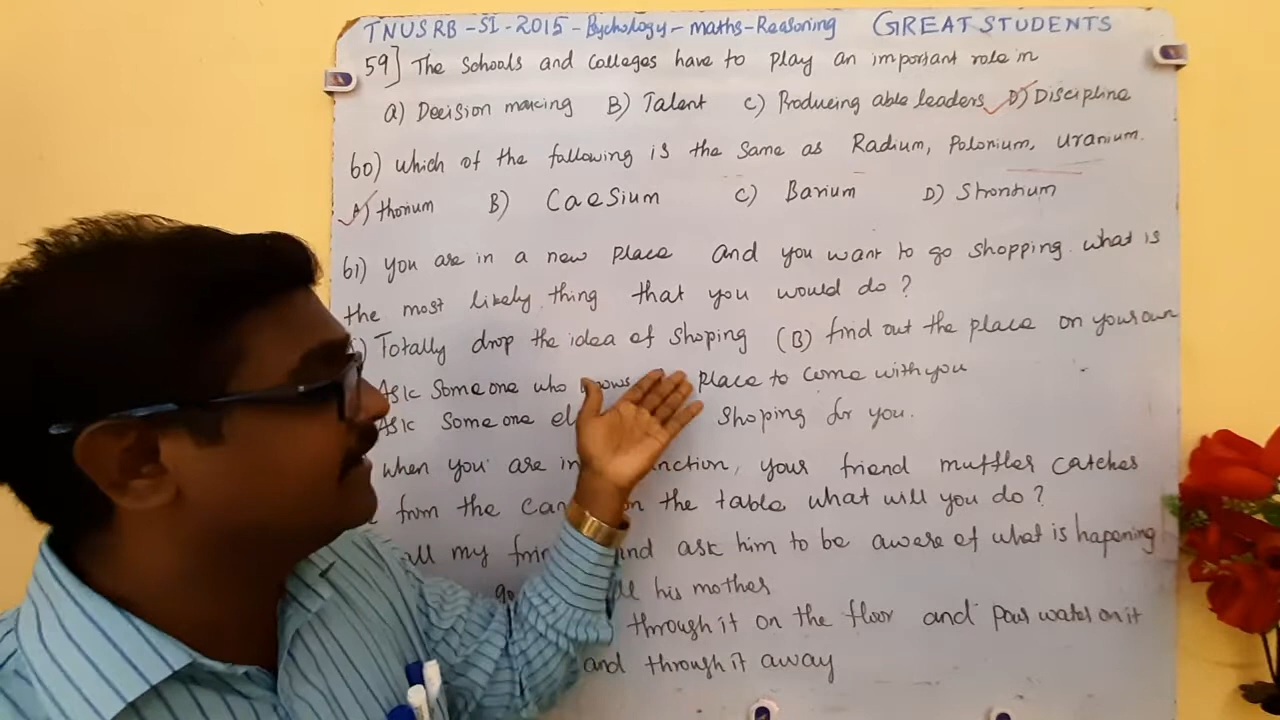 TNUSRB - SI - 2015 - Psychology - maths - Reasoning GREAT STUDENTS
59] The Schools and Colleges have to play an important role in
a) Decision making B) Talent C) Producing able leaders D) Discipline
60) which of the following is the same as Radium, Polonium, Uranium.
A) thorium B) Caesium C) Barium D) Strontium
61) you are in a new place and you want to go shopping. what is
the most likely thing that you would do?
Totally drop the idea of shoping (B) find out the place on your own
Ask Someone who knows place to come with you
Ask Someone shoping for you.
when you are in your friend muffler catches
from the on the table what will you do?
my and ask him to be aware of what is hapening
his mother
through it on the floor and pour water on it
and through it away